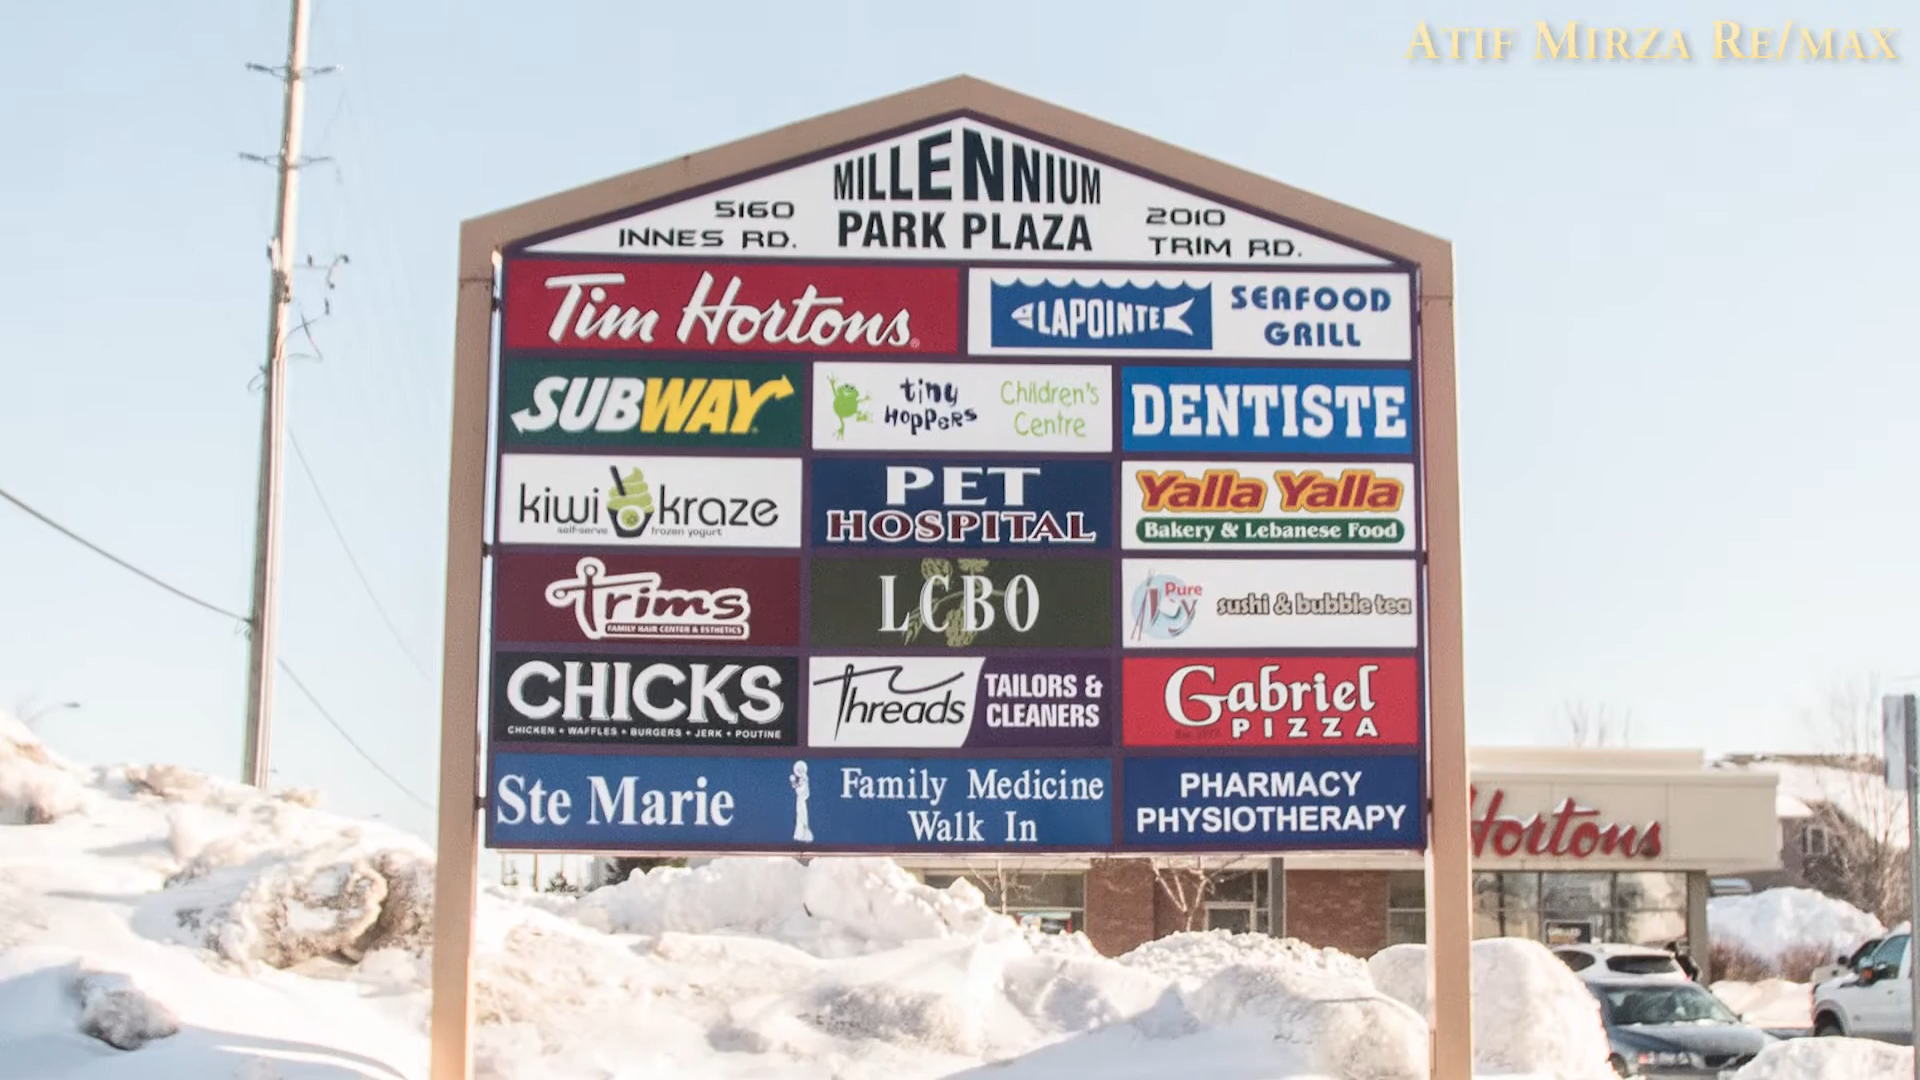 Atif Mirza Re/max
MILLENNIUM
PARK PLAZA
5160
INNES RD.
2010
TRIM RD.
Tim Hortons
LAPOINTE
SEAFOOD
GRILL
SUBWAY
tiny
Hoppers
Children's
Centre
DENTISTE
kiwi kraze
self-serve frozen yogurt
PET
HOSPITAL
Yalla Yalla
Bakery & Lebanese Food
trims
FAMILY HAIR CENTER & ESTHETICS
LCBO
Pure
sushi & bubble tea
CHICKS
CHICKEN • WAFFLES • BURGERS • JERK • POUTINE
Threads
TAILORS &
CLEANERS
Gabriel
PIZZA
Ste Marie
Family Medicine
Walk In
PHARMACY
PHYSIOTHERAPY
Hortons